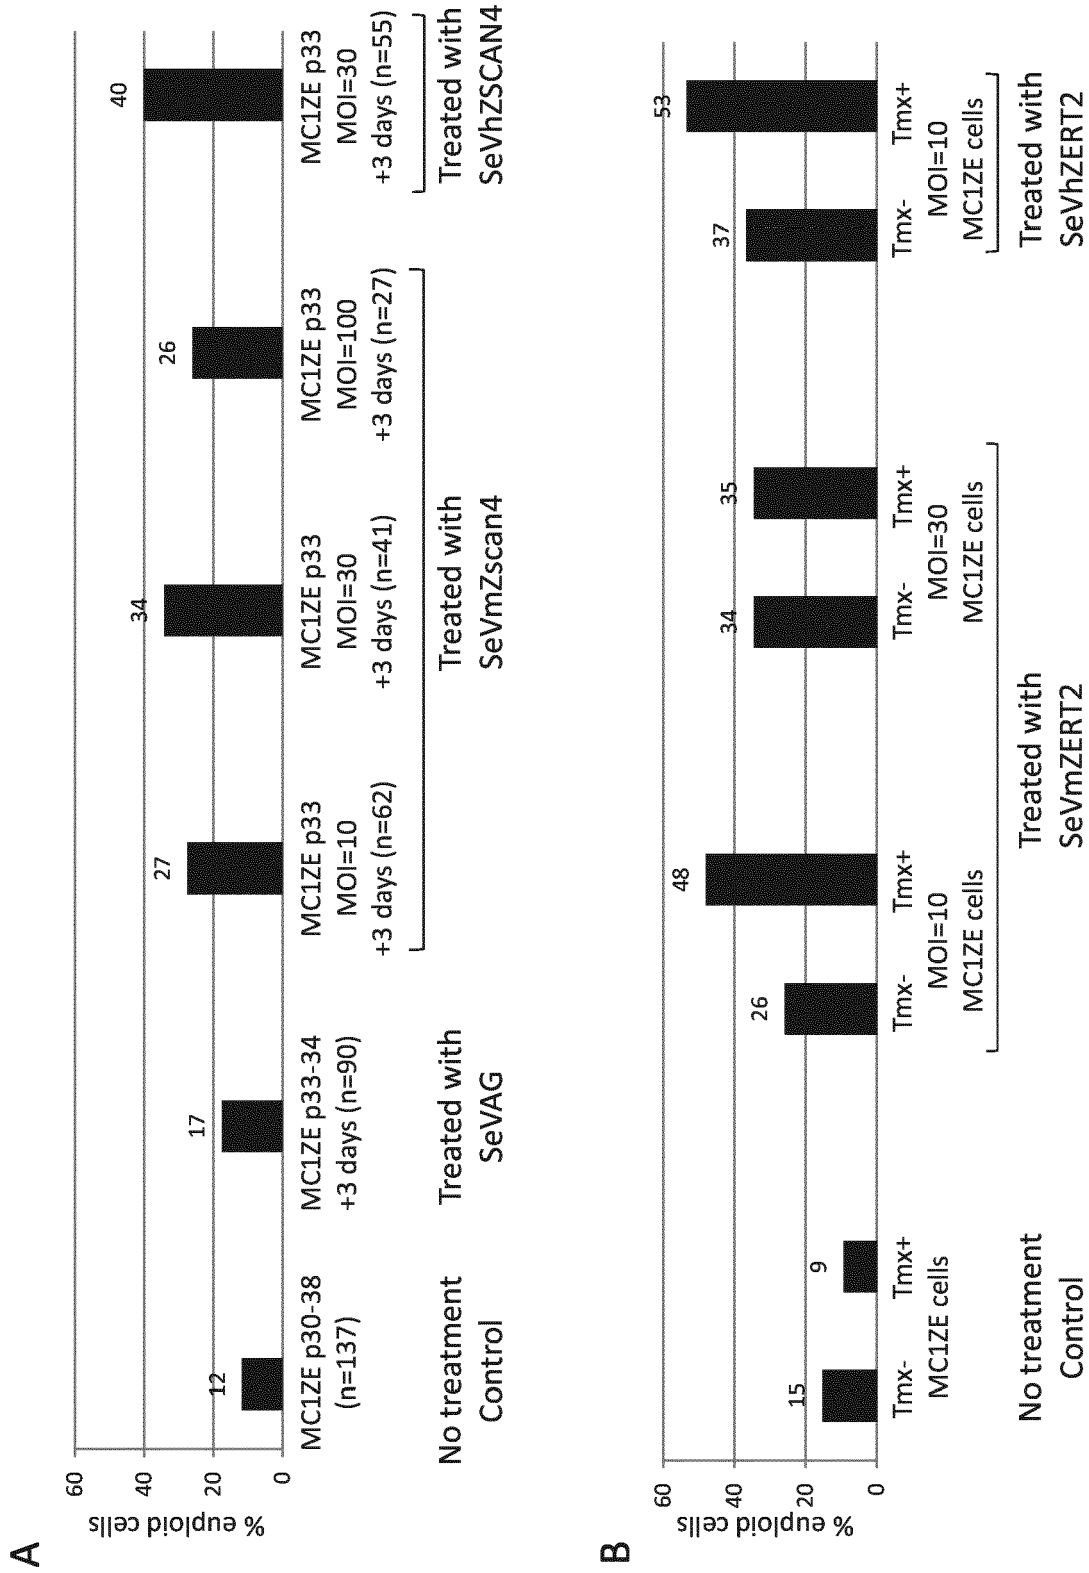 A
% euploid cells
60
40
20
0
12
17
27
34
26
40
MC1ZE p30-38
(n=137)
MC1ZE p33-34
+3 days (n=90)
MC1ZE p33
MOI=10
+3 days (n=62)
MC1ZE p33
MOI=30
+3 days (n=41)
MC1ZE p33
MOI=100
+3 days (n=27)
MC1ZE p33
MOI=30
+3 days (n=55)
No treatment
Control
Treated with
SeVAG
Treated with
SeVmZscan4
Treated with
SeVhZSCAN4
B
% euploid cells
60
40
20
0
15
9
26
48
34
35
37
53
Tmx-
Tmx+
MC1ZE cells
Tmx-
Tmx+
MOI=10
MC1ZE cells
Tmx-
Tmx+
MOI=30
MC1ZE cells
Tmx-
Tmx+
MOI=10
MC1ZE cells
No treatment
Control
Treated with
SeVmZERT2
Treated with
SeVhZERT2